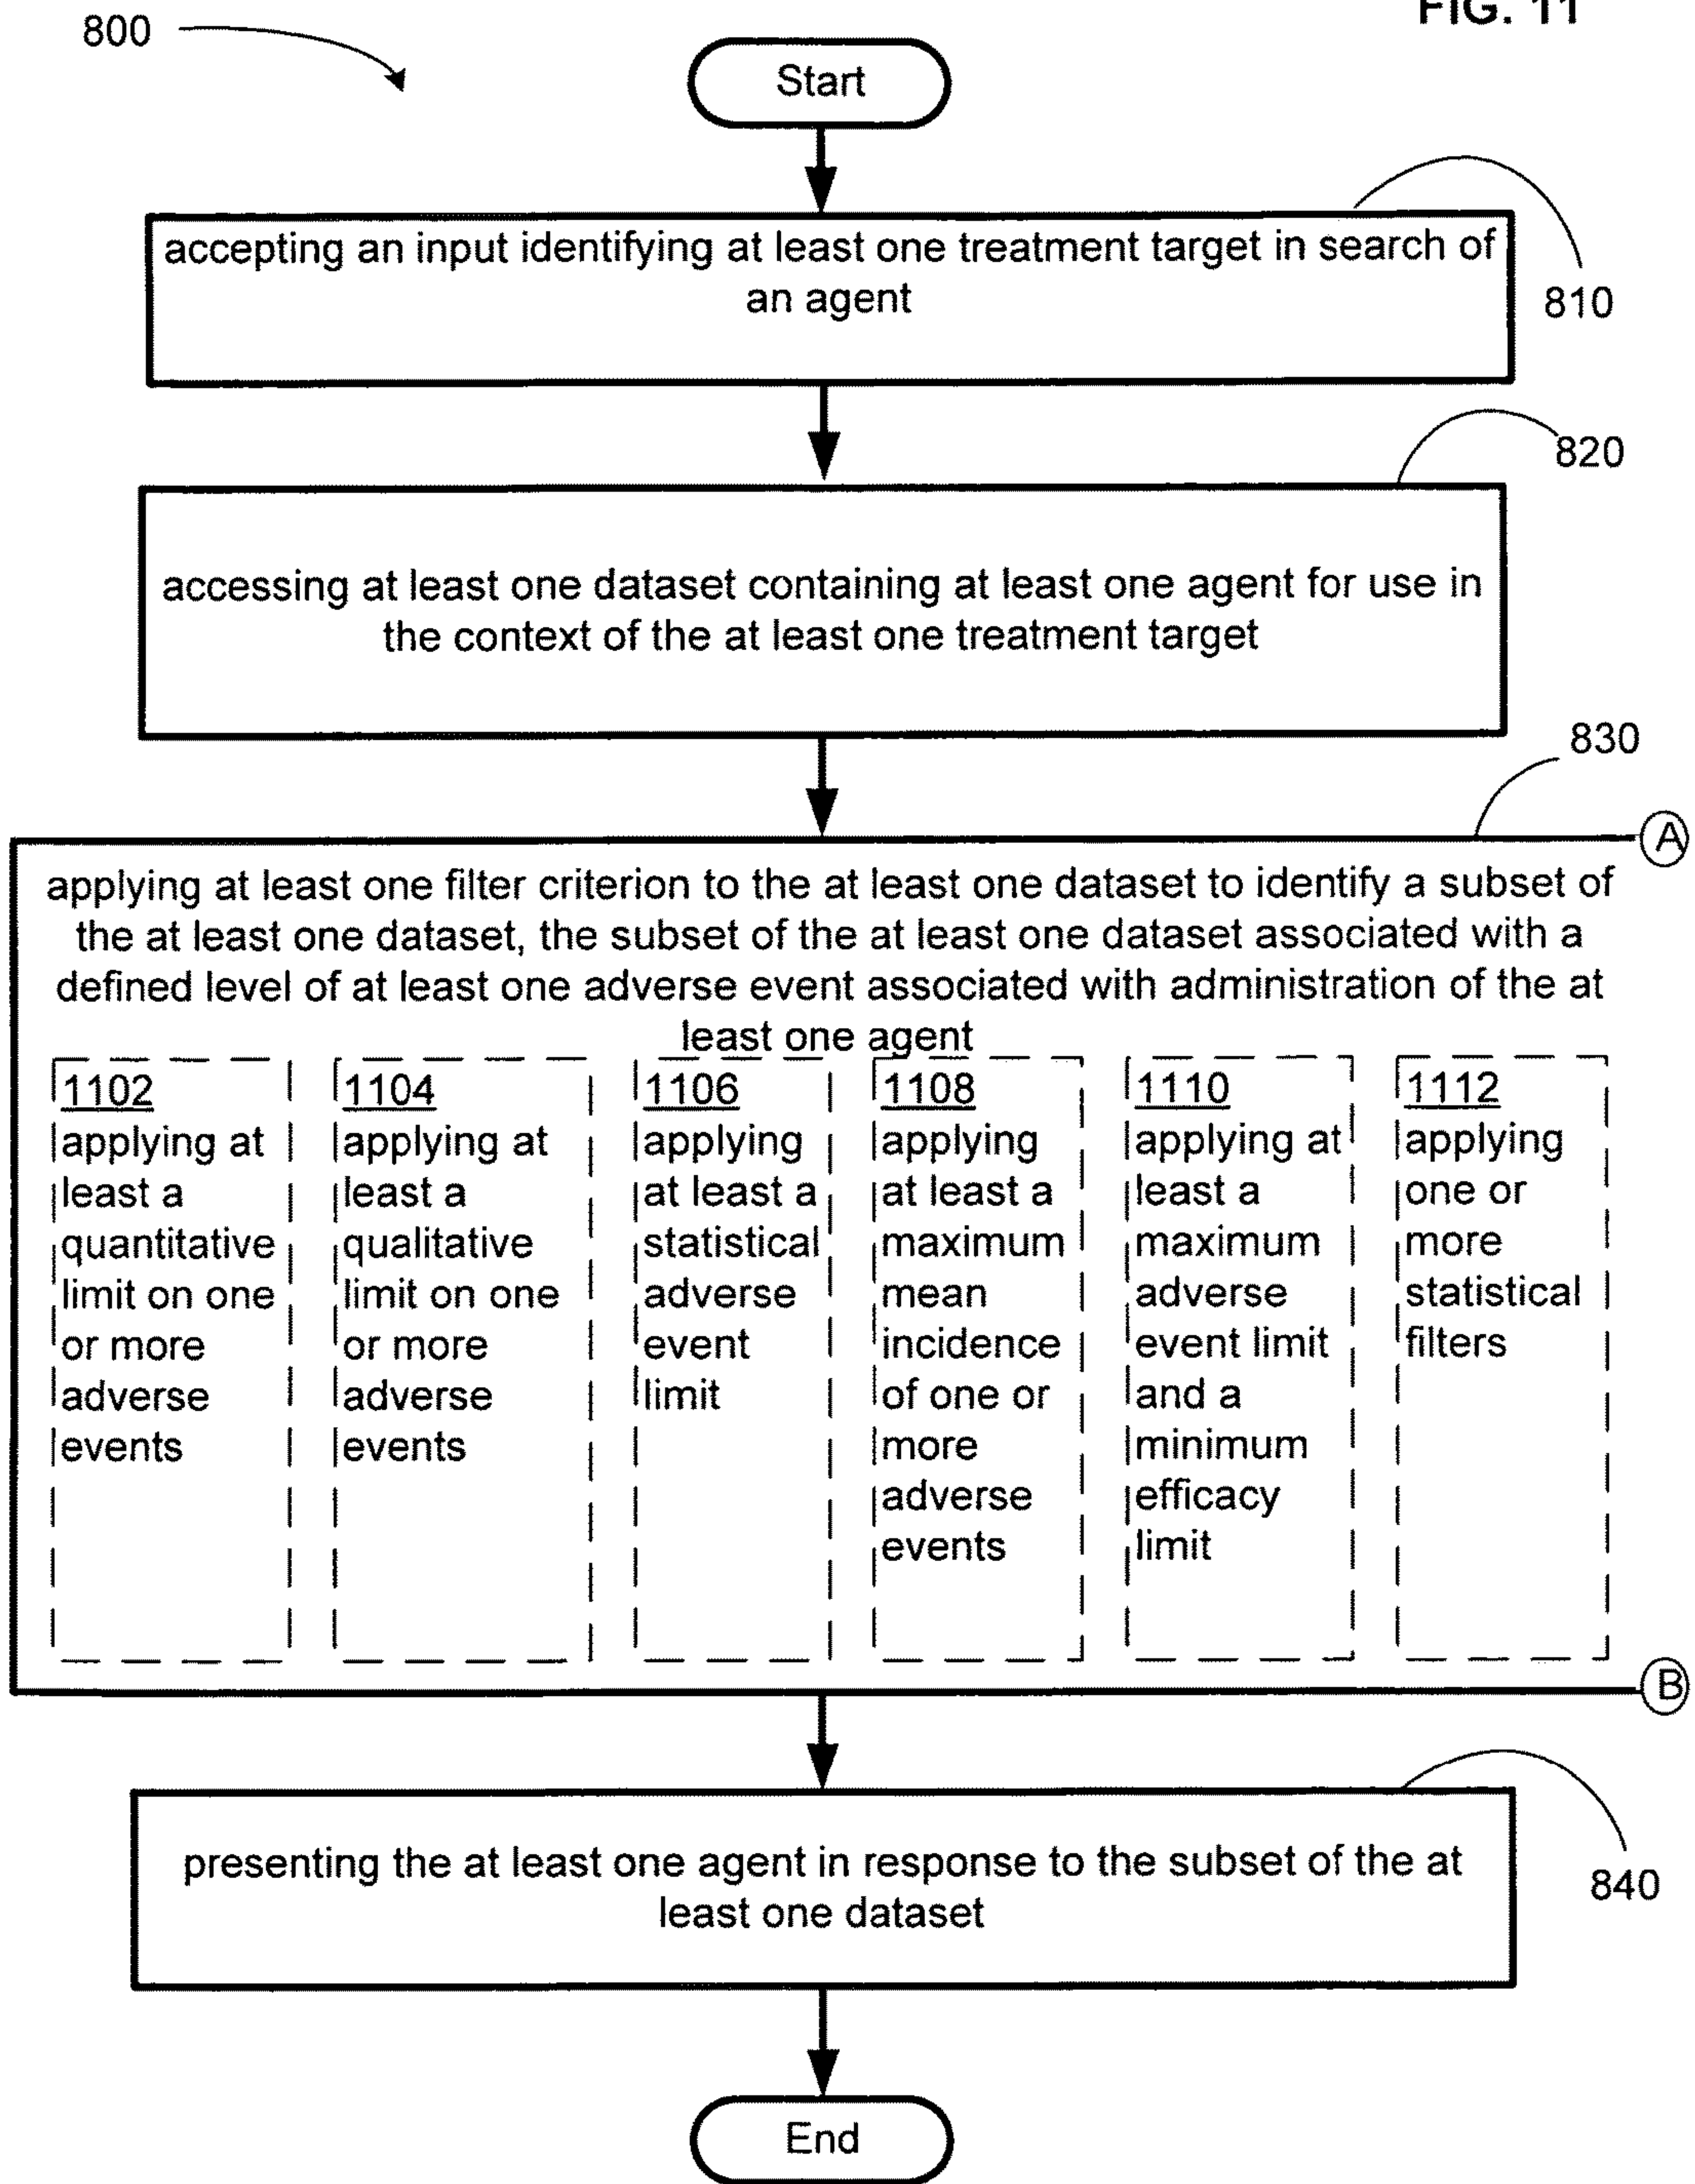 FIG. 11
800
Start
accepting an input identifying at least one treatment target in search of
an agent
810
820
accessing at least one dataset containing at least one agent for use in
the context of the at least one treatment target
830
A
applying at least one filter criterion to the at least one dataset to identify a subset of
the at least one dataset, the subset of the at least one dataset associated with a
defined level of at least one adverse event associated with administration of the at
least one agent
1102
applying at
least a
quantitative
limit on one
or more
adverse
events
1104
applying at
least a
qualitative
limit on one
or more
adverse
events
1106
applying
at least a
statistical
adverse
event
limit
1108
applying
at least a
maximum
mean
incidence
of one or
more
adverse
events
1110
applying at
least a
maximum
adverse
event limit
and a
minimum
efficacy
limit
1112
applying
one or
more
statistical
filters
B
presenting the at least one agent in response to the subset of the at
least one dataset
840
End